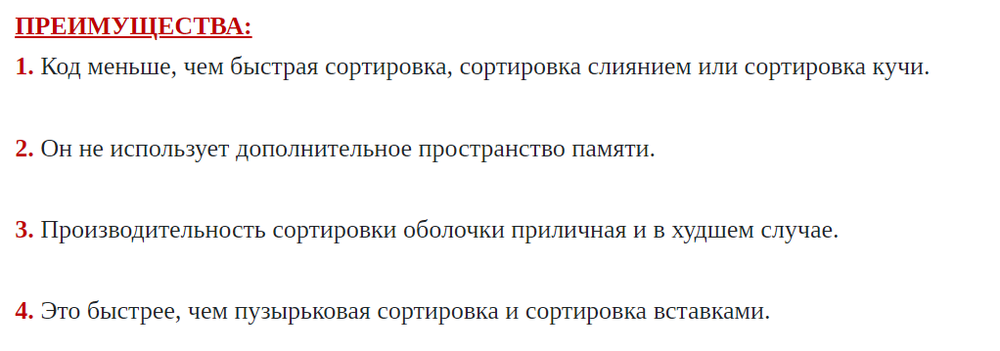 ПРЕИМУЩЕСТВА:
1. Код меньше, чем быстрая сортировка, сортировка слиянием или сортировка кучи.
2. Он не использует дополнительное пространство памяти.
3. Производительность сортировки оболочки приличная и в худшем случае.
4. Это быстрее, чем пузырьковая сортировка и сортировка вставками.